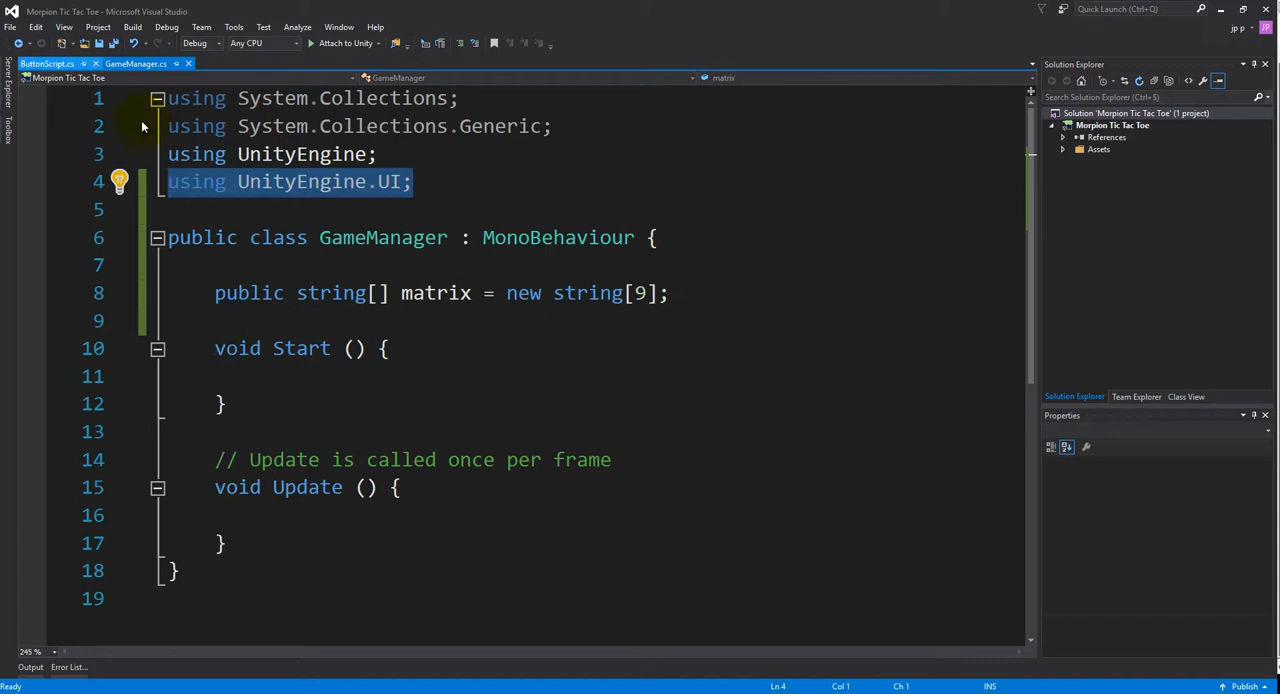 Morpion Tic Tac Toe - Microsoft Visual Studio
Quick Launch (Ctrl+Q)
File Edit View Project Build Debug Team Tools Test Analyze Window Help
jp p
JP
Debug Any CPU Attach to Unity
Server Explorer
Toolbox
ButtonScript.cs GameManager.cs
Morpion Tic Tac Toe GameManager matrix
1 using System.Collections;
2 using System.Collections.Generic;
3 using UnityEngine;
4 using UnityEngine.UI;
5
6 public class GameManager : MonoBehaviour {
7
8 public string[] matrix = new string[9];
9
10 void Start () {
11
12 }
13
14 // Update is called once per frame
15 void Update () {
16
17 }
18 }
19
245 %
Solution Explorer
Search Solution Explorer (Ctrl+$)
Solution 'Morpion Tic Tac Toe' (1 project)
Morpion Tic Tac Toe
References
Assets
Solution Explorer Team Explorer Class View
Properties
Output Error List...
Ready Ln 4 Col 1 Ch 1 INS Publish